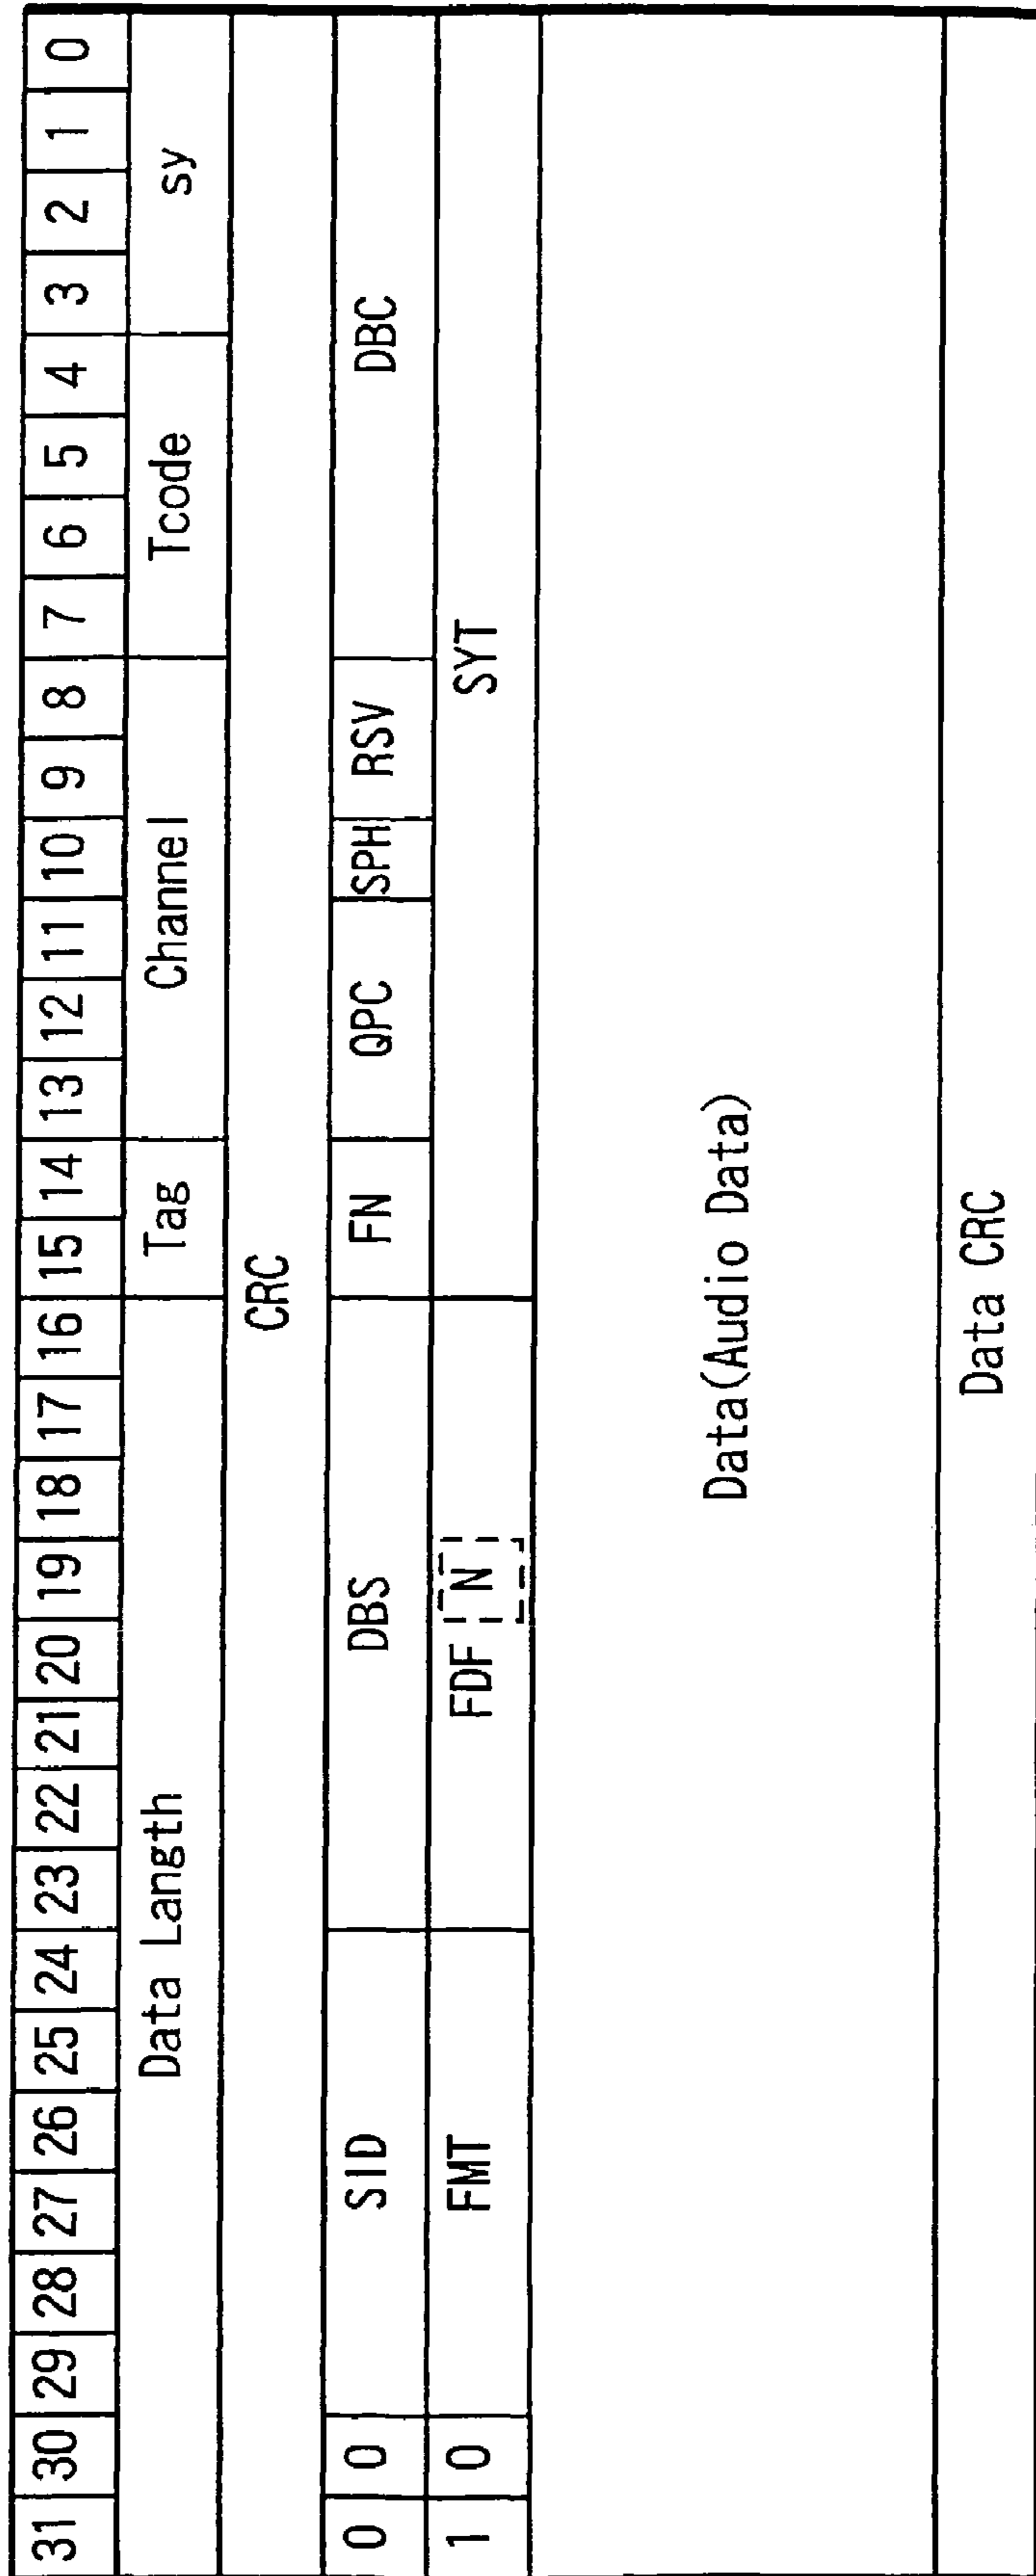 31 30 29 28 27 26 25 24 23 22 21 20 19 18 17 16 15 14 13 12 11 10 9 8 7 6 5 4 3 2 1 0
Data Langth Tag Channel Tcode sy
CRC
0 0 SID DBS FN QPC SPH RSV DBC
1 0 FMT FDF N SYT
Data(Audio Data)
Data CRC